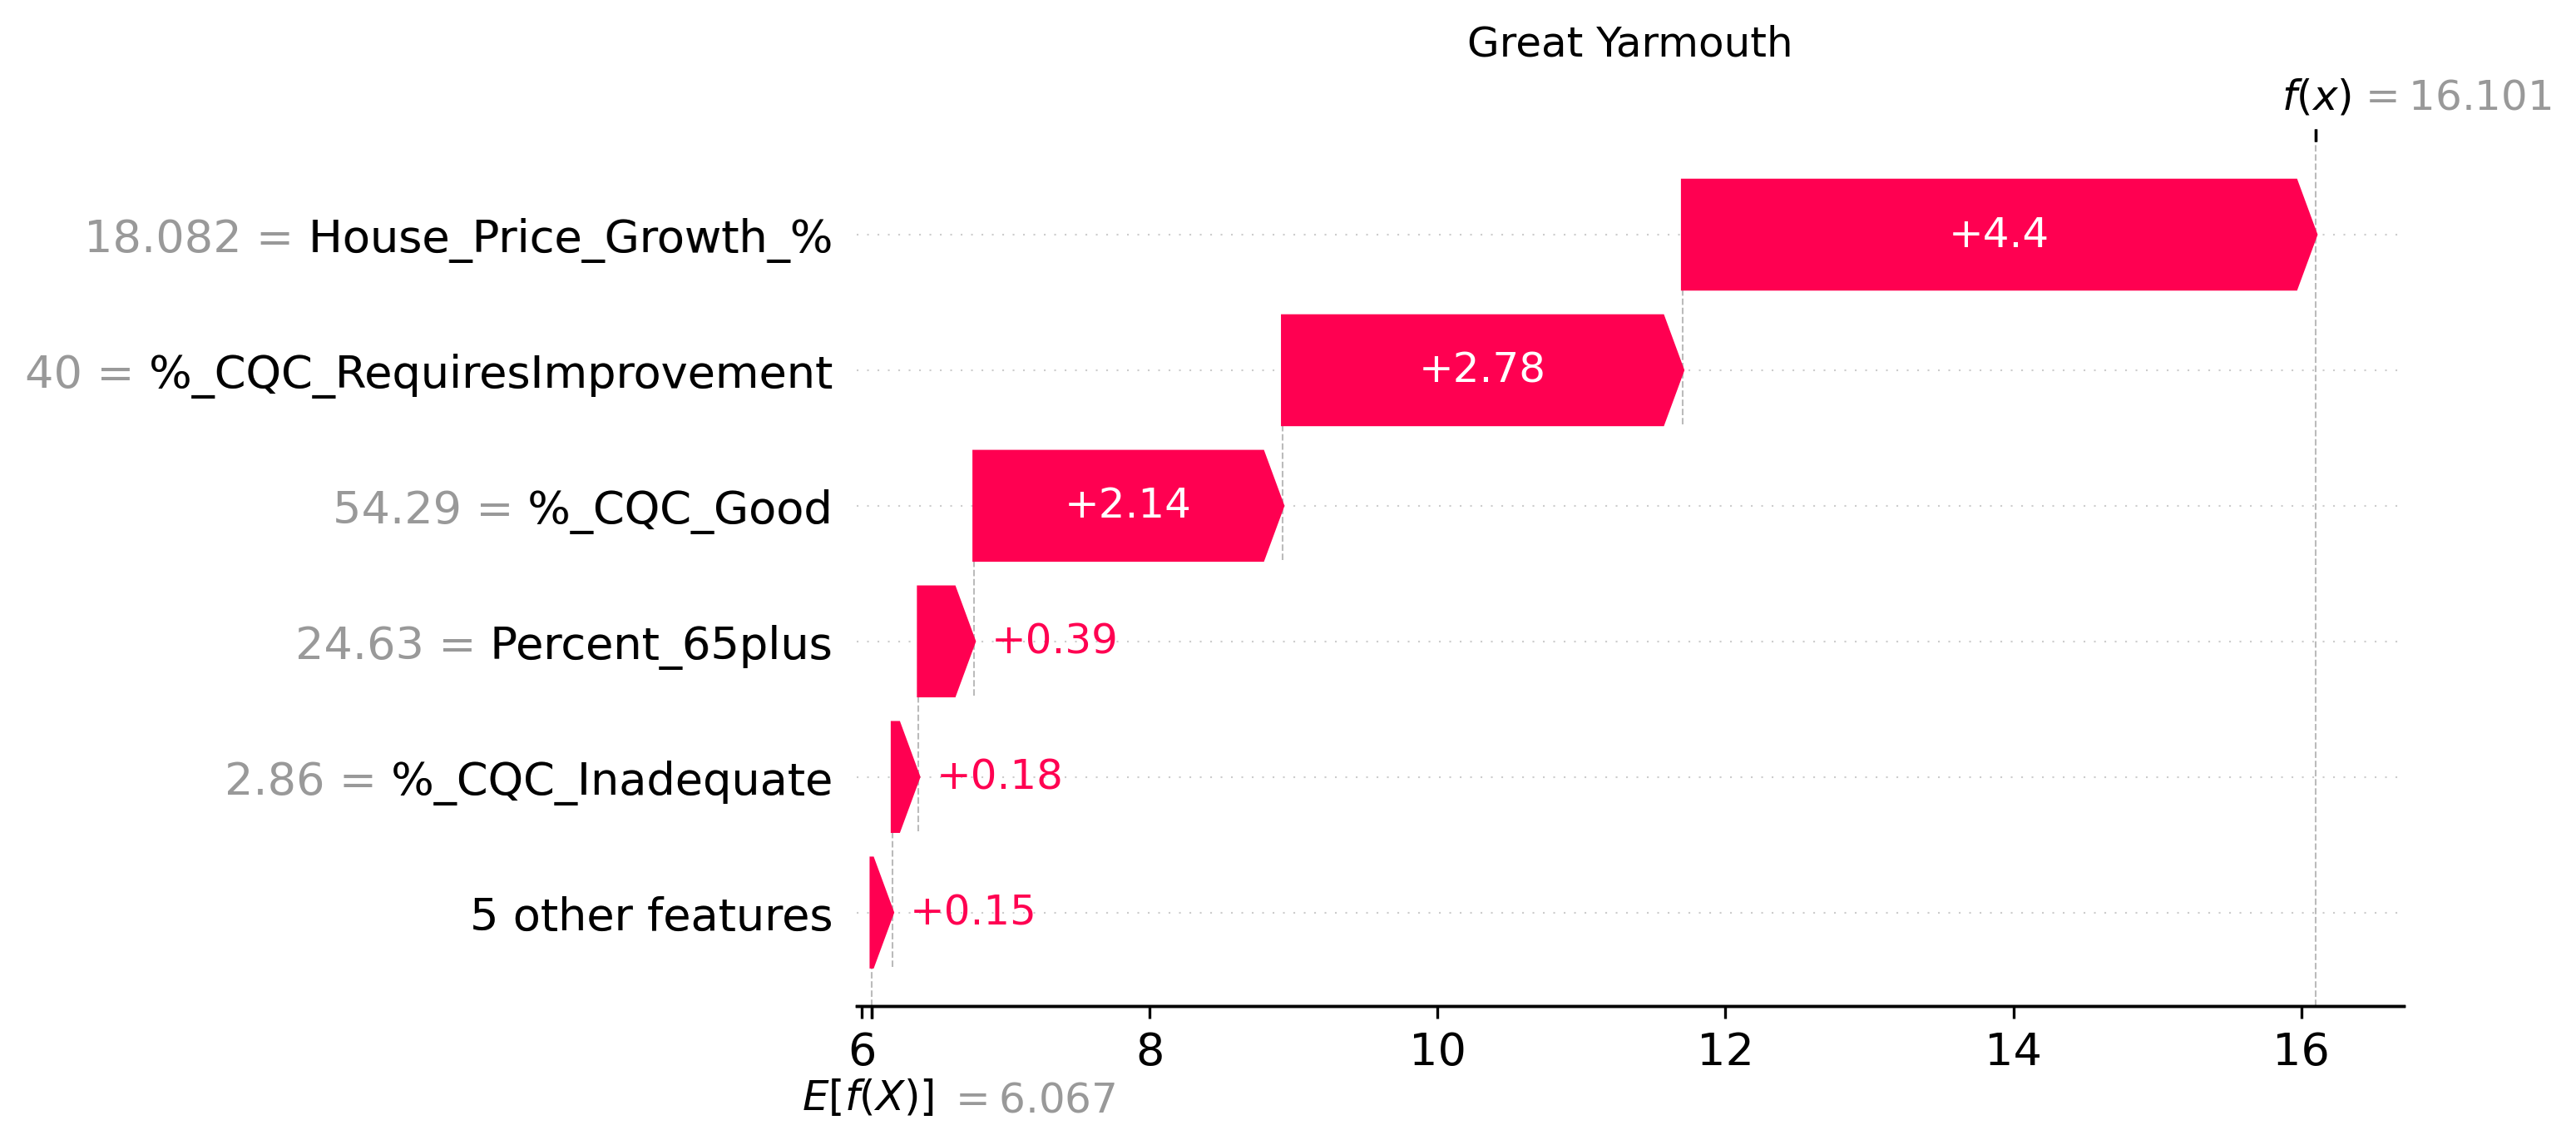 Great Yarmouth
f(x) = 16.101
18.082 = House_Price_Growth_%
+4.4
40 = %_CQC_RequiresImprovement
+2.78
54.29 = %_CQC_Good
+2.14
24.63 = Percent_65plus
+0.39
2.86 = %_CQC_Inadequate
+0.18
5 other features
+0.15
6 8 10 12 14 16
E[f(X)] = 6.067